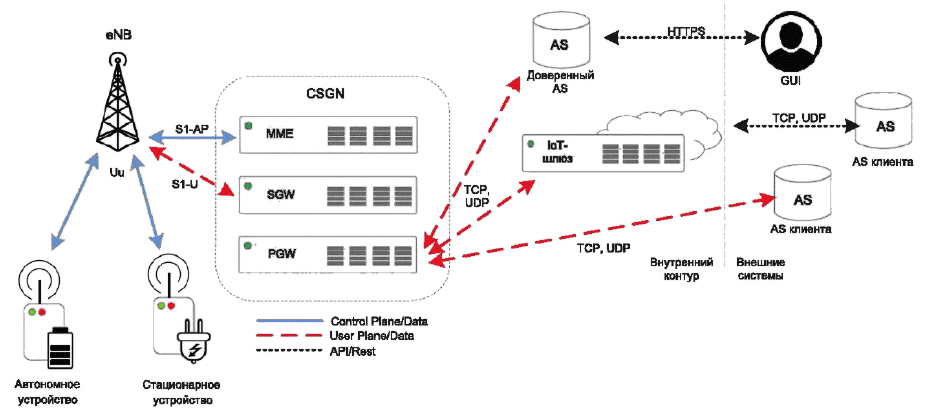 eNB
CSGN
AS
HTTPS
Доверенный
AS
GUI
S1-AP
MME
Uu
S1-U
SGW
IoT-
шлюз
TCP, UDP
AS
AS клиента
TCP,
UDP
AS
AS клиента
PGW
TCP, UDP
Внутренний
контур
Внешние
системы
Control Plane/Data
User Plane/Data
API/Rest
Автономное
устройство
Стационарное
устройство